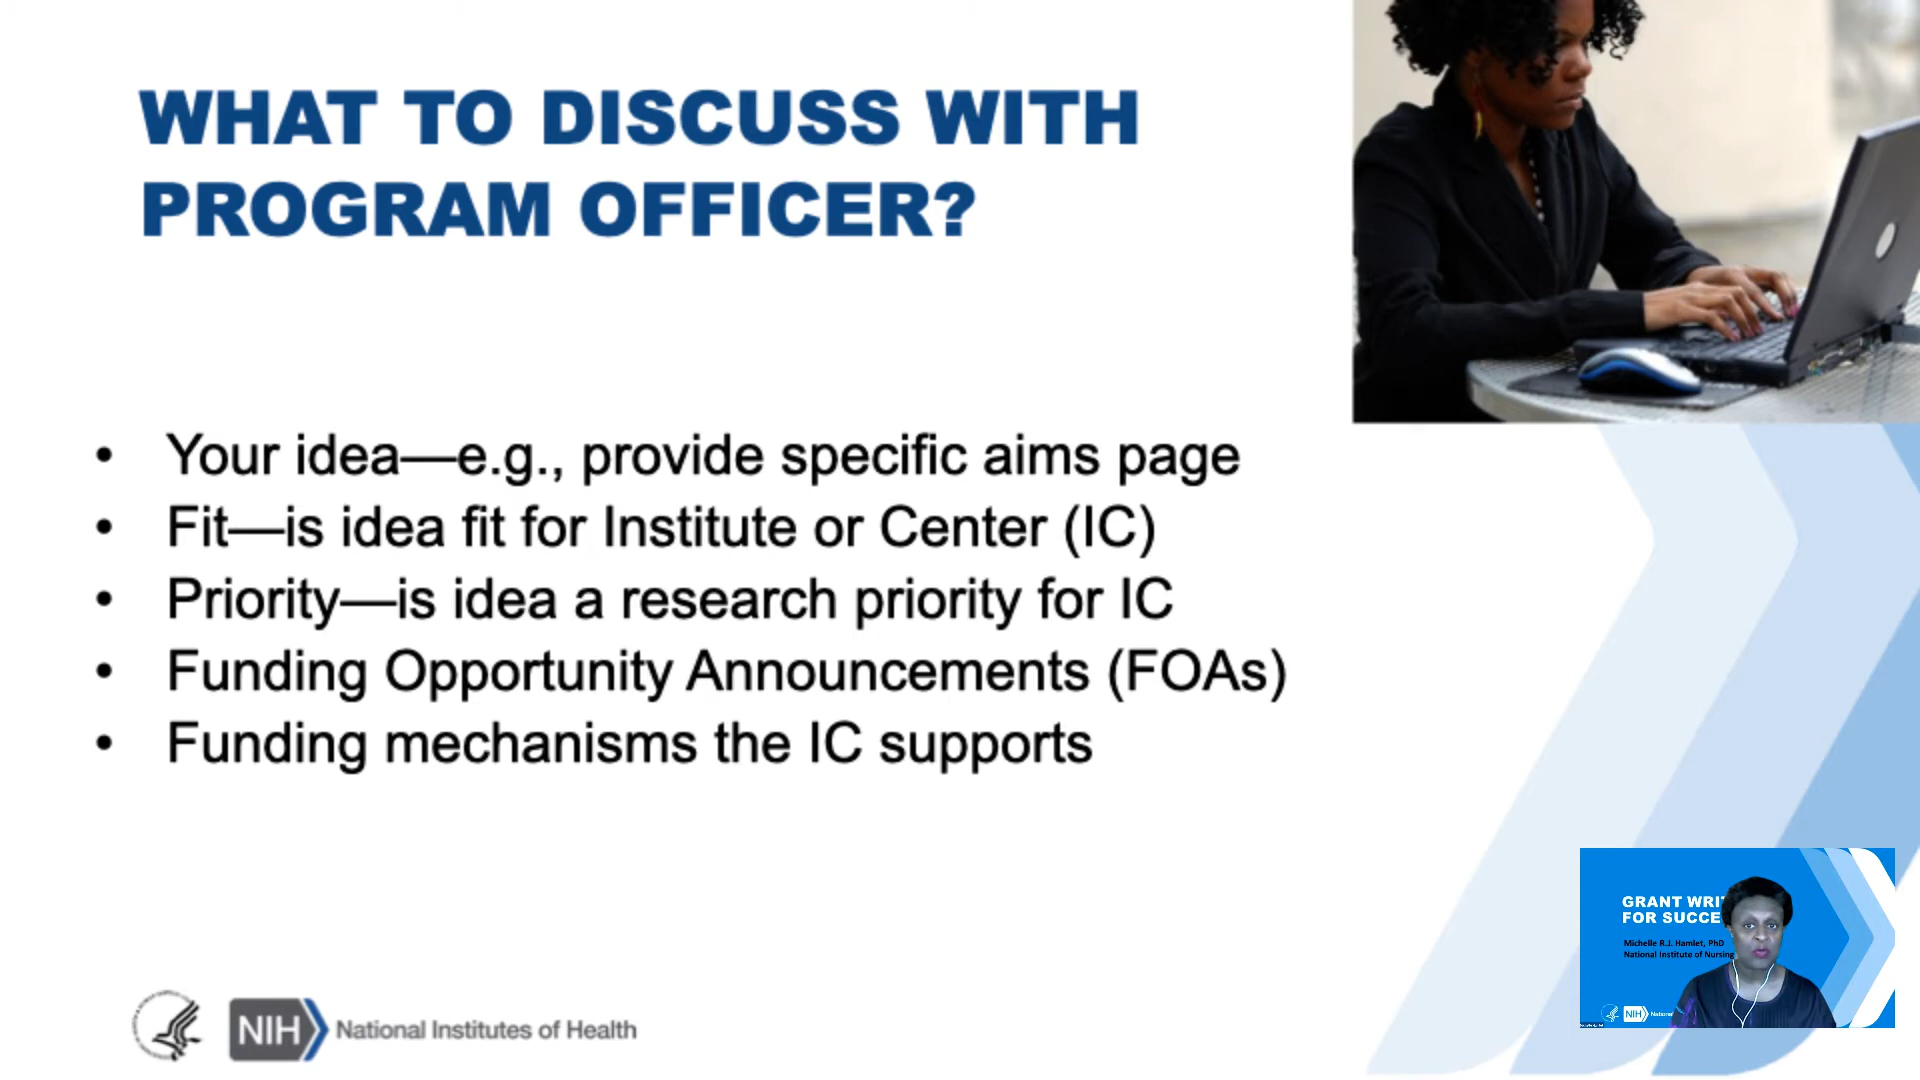 WHAT TO DISCUSS WITH
PROGRAM OFFICER?
• Your idea—e.g., provide specific aims page
• Fit—is idea fit for Institute or Center (IC)
• Priority—is idea a research priority for IC
• Funding Opportunity Announcements (FOAs)
• Funding mechanisms the IC supports
GRANT WRI
FOR SUCCE
Michelle R.J. Hamlet, PhD
National Institute of Nursing
NIH National
NIH National Institutes of Health